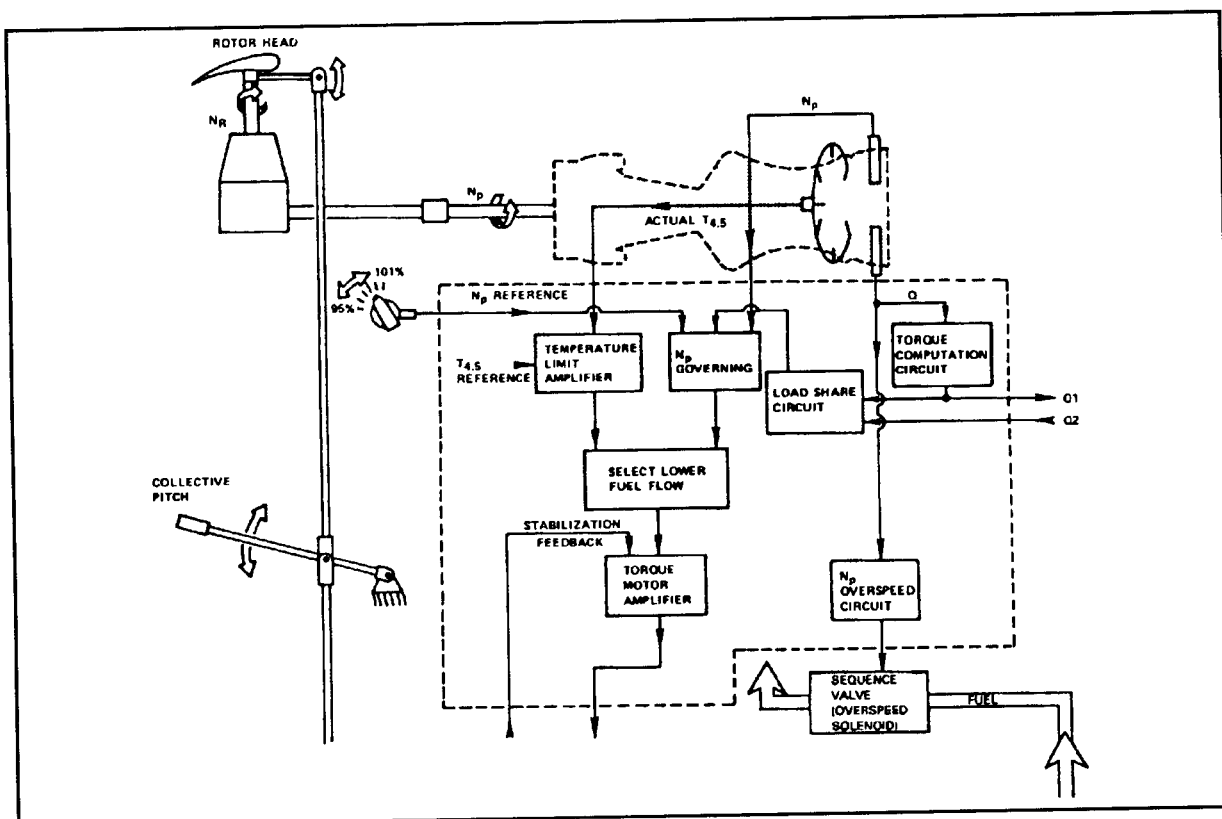 ROTOR HEAD
N_R
N_P
N_P
ACTUAL T_4.5
101%
95%
N_P REFERENCE
Q
TEMPERATURE
LIMIT
AMPLIFIER
T_4.5
REFERENCE
N_P
GOVERNING
LOAD SHARE
CIRCUIT
TORQUE
COMPUTATION
CIRCUIT
Q1
Q2
SELECT LOWER
FUEL FLOW
COLLECTIVE
PITCH
STABILIZATION
FEEDBACK
TORQUE
MOTOR
AMPLIFIER
N_P
OVERSPEED
CIRCUIT
SEQUENCE
VALVE
(OVERSPEED
SOLENOID)
FUEL